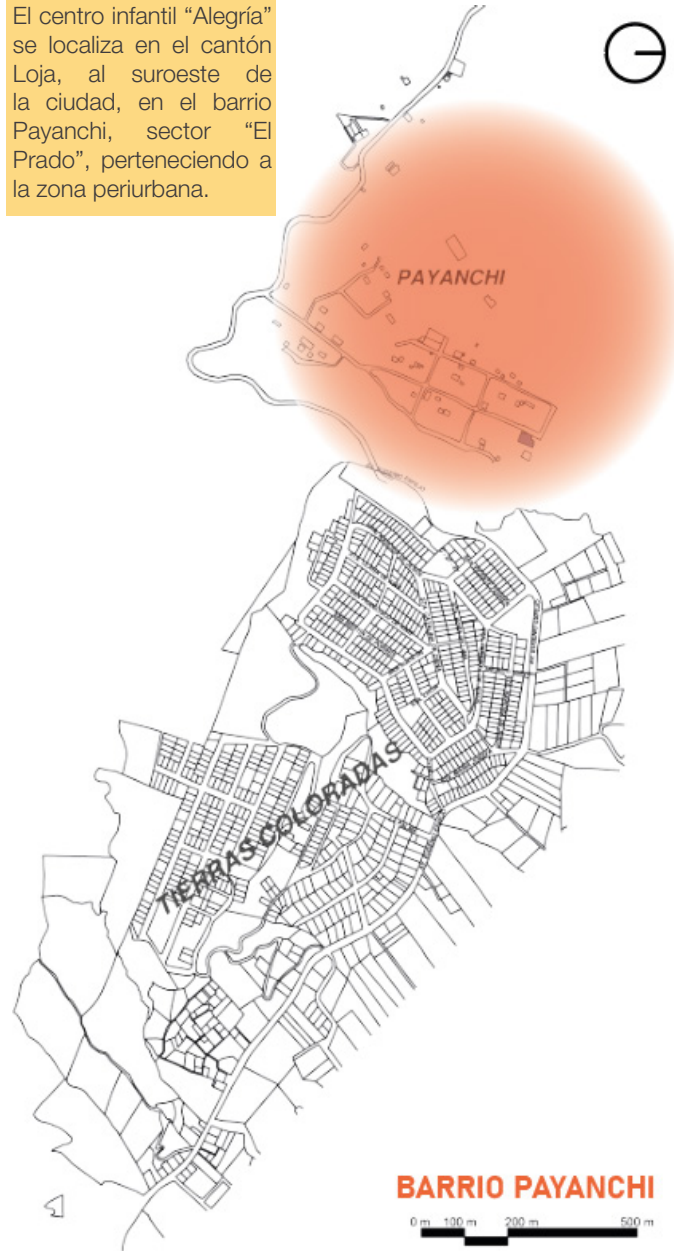 El centro infantil “Alegría”
se localiza en el cantón
Loja, al suroeste de
la ciudad, en el barrio
Payanchi, sector “El
Prado”, perteneciendo a
la zona periurbana.
PAYANCHI
TIERRAS COLORADAS
BARRIO PAYANCHI
0 m 100 m 200 m 500 m